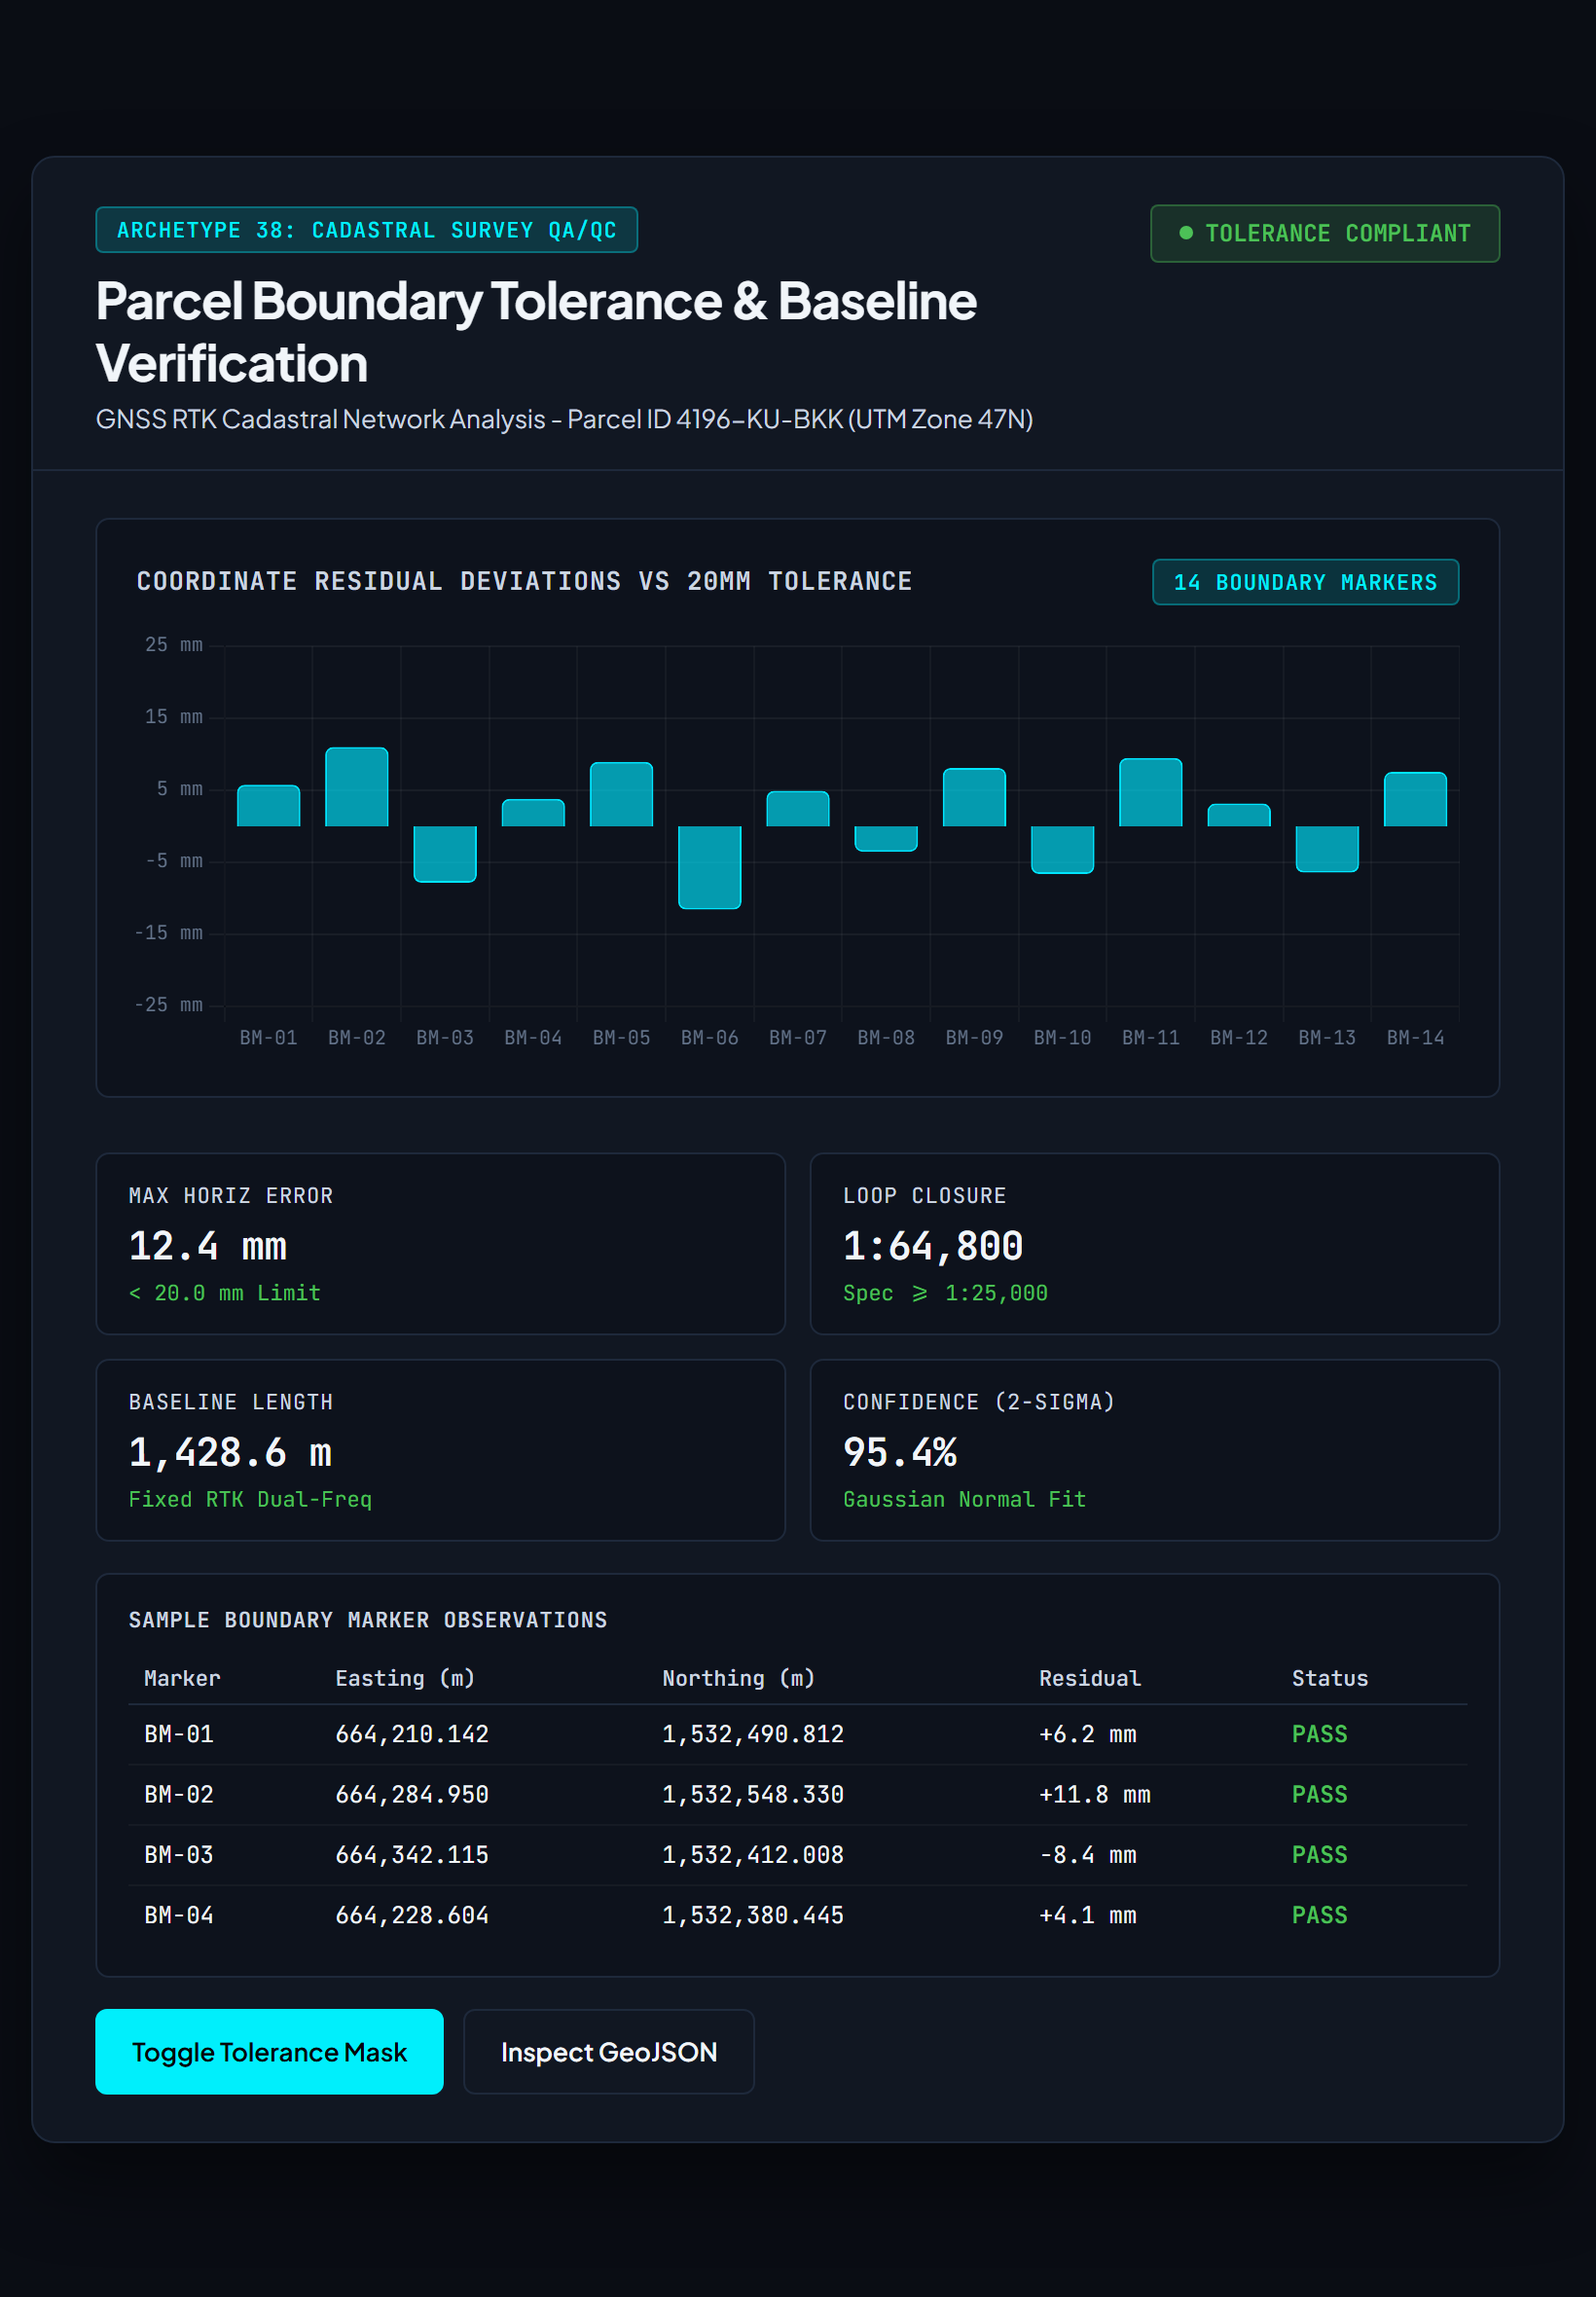 ARCHETYPE 38: CADASTRAL SURVEY QA/QC
TOLERANCE COMPLIANT
Parcel Boundary Tolerance & Baseline
Verification
GNSS RTK Cadastral Network Analysis - Parcel ID 4196–KU-BKK (UTM Zone 47N)
COORDINATE RESIDUAL DEVIATIONS VS 20MM TOLERANCE
14 BOUNDARY MARKERS
25 mm
15 mm
5 mm
-5 mm
-15 mm
-25 mm
BM-01 BM-02 BM-03 BM-04 BM-05 BM-06 BM-07 BM-08 BM-09 BM-10 BM-11 BM-12 BM-13 BM-14
MAX HORIZ ERROR
12.4 mm
< 20.0 mm Limit
LOOP CLOSURE
1:64,800
Spec ⩾ 1:25,000
BASELINE LENGTH
1,428.6 m
Fixed RTK Dual-Freq
CONFIDENCE (2-SIGMA)
95.4%
Gaussian Normal Fit
SAMPLE BOUNDARY MARKER OBSERVATIONS
Marker Easting (m) Northing (m) Residual Status
BM-01 664,210.142 1,532,490.812 +6.2 mm PASS
BM-02 664,284.950 1,532,548.330 +11.8 mm PASS
BM-03 664,342.115 1,532,412.008 -8.4 mm PASS
BM-04 664,228.604 1,532,380.445 +4.1 mm PASS
Toggle Tolerance Mask
Inspect GeoJSON